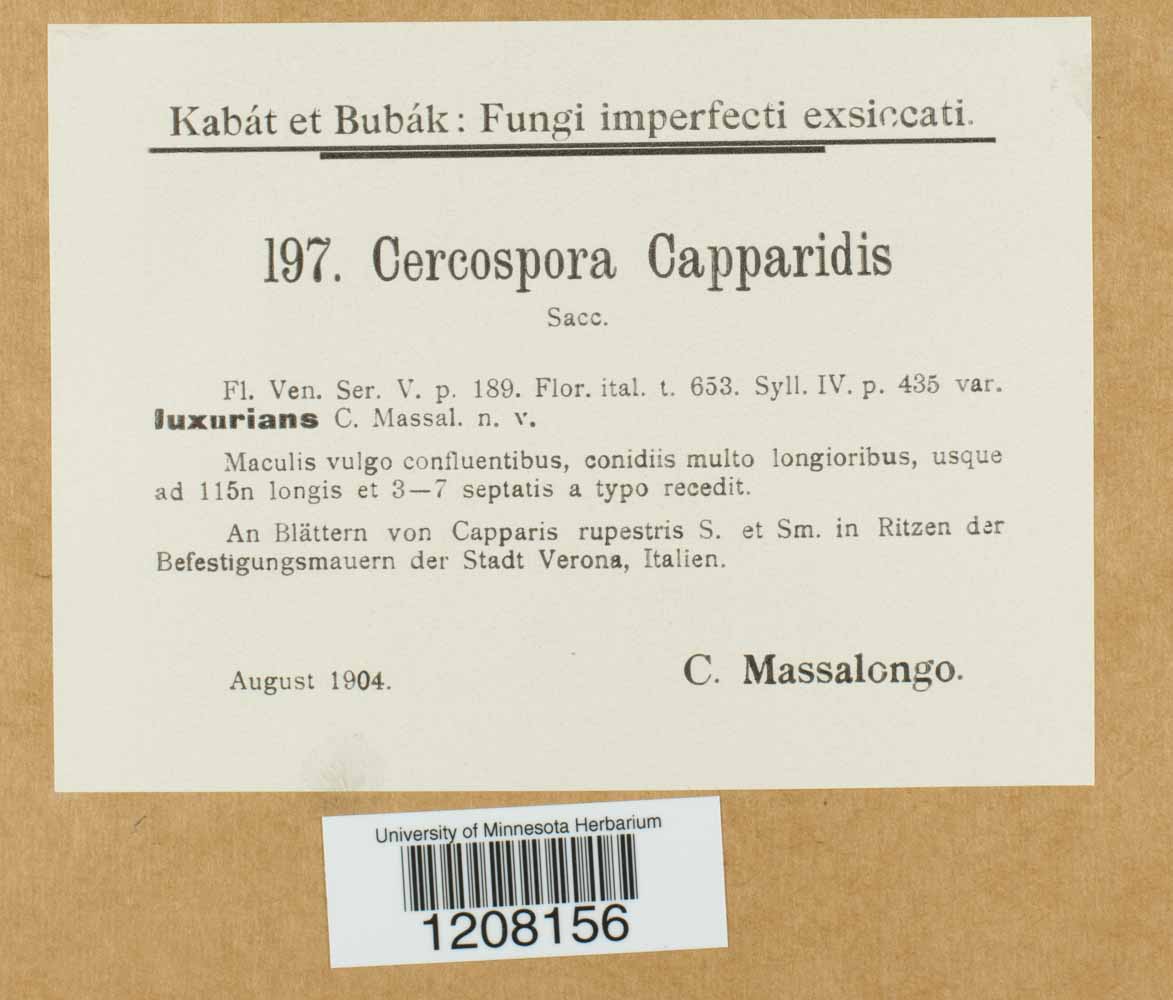 Kabát et Bubák: Fungi imperfecti exsiccati.
197. Cercospora Capparidis
Sacc.
Fl. Ven. Ser. V. p. 189. Flor. ital. t. 653. Syll. IV. p. 435 var.
luxurians C. Massal. n. v.
Maculis vulgo confluentibus, conidiis multo longioribus, usque
ad 115n longis et 3—7 septatis a typo recedit.
An Blättern von Capparis rupestris S. et Sm. in Ritzen der
Befestigungsmauern der Stadt Verona, Italien.
August 1904.
C. Massalongo.
University of Minnesota Herbarium
1208156